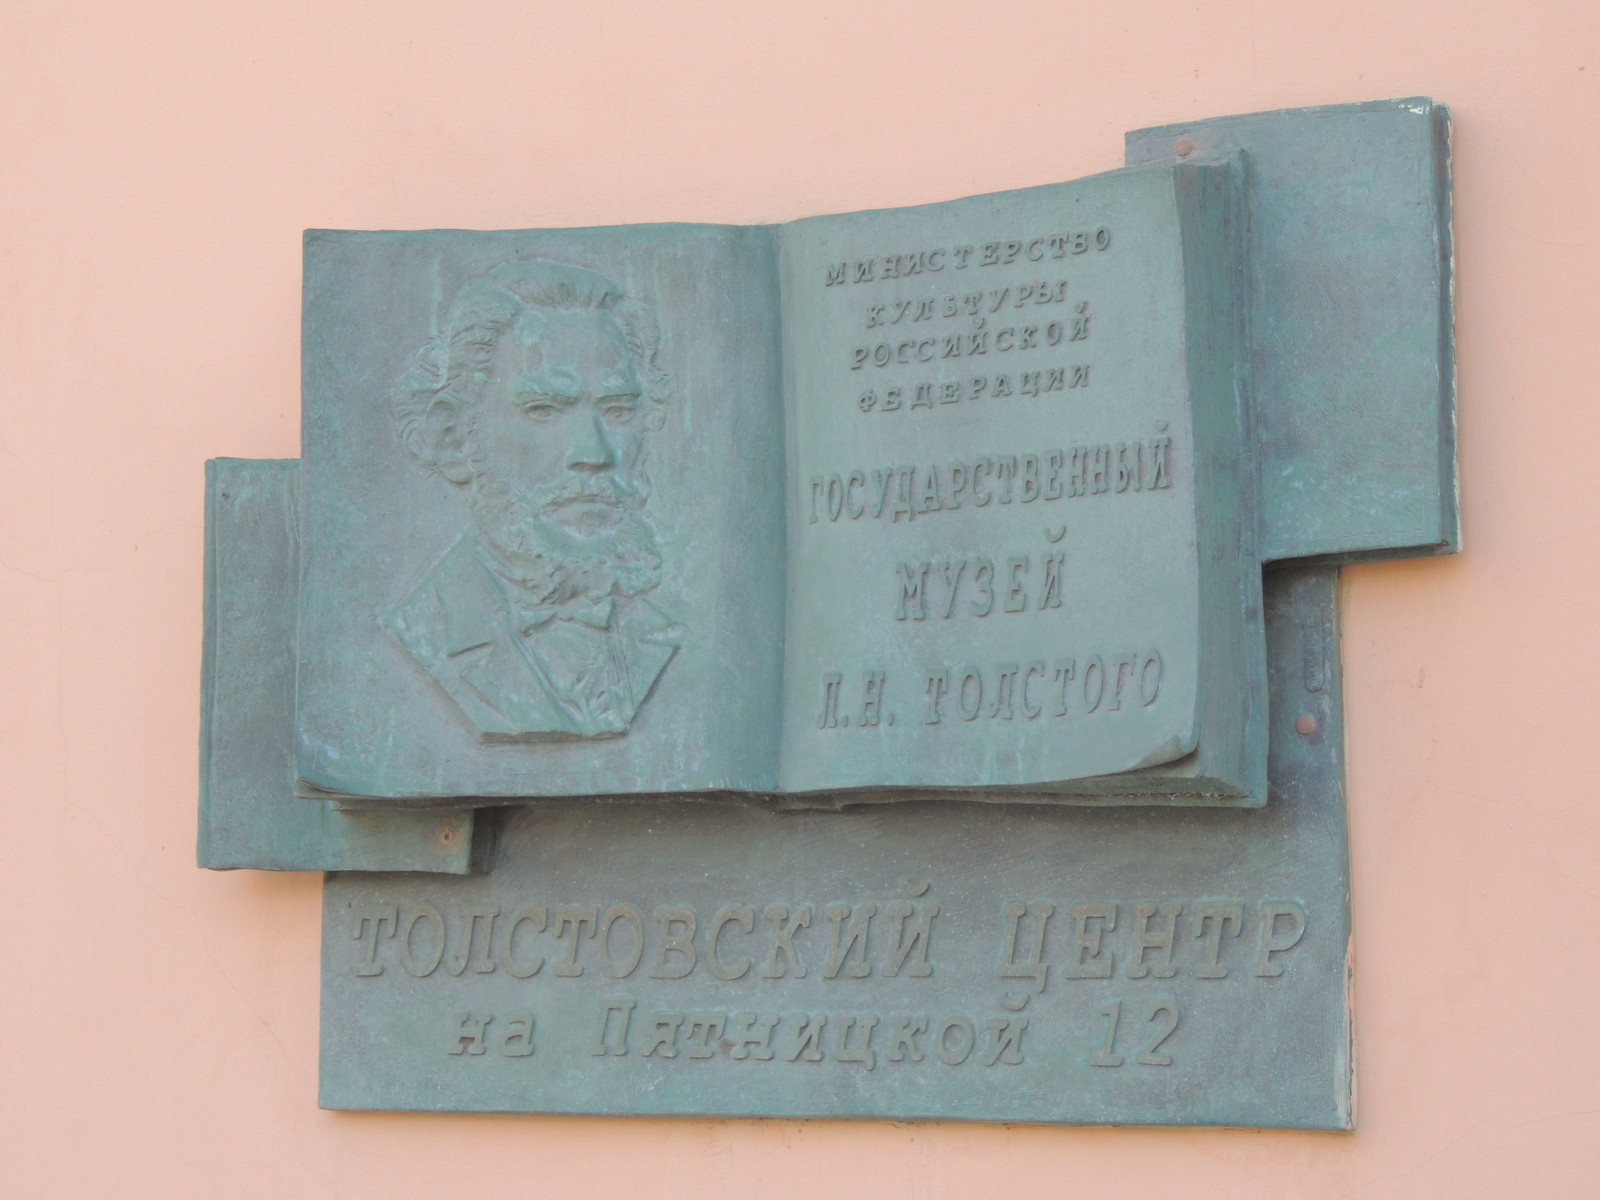 МИНИСТЕРСТВО
КУЛЬТУРЫ
РОССИЙСКОЙ
ФЕДЕРАЦИИ
ГОСУДАРСТВЕННЫЙ
МУЗЕЙ
Л.Н. ТОЛСТОГО
ТОЛСТОВСКИЙ ЦЕНТР
на Пятницкой 12